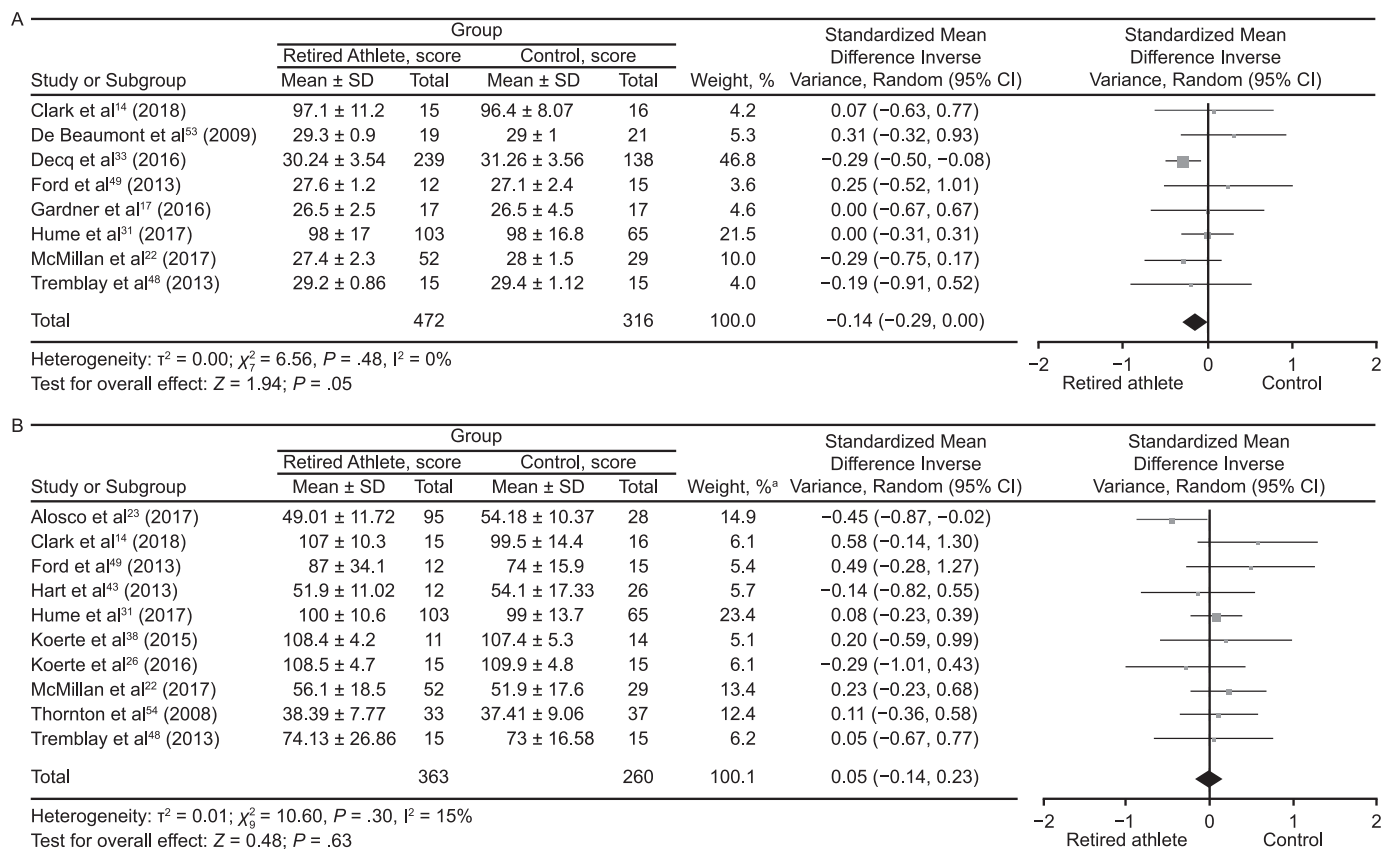 A
Group
Retired Athlete, score Control, score
Standardized Mean
Difference Inverse
Variance, Random (95% CI)
Standardized Mean
Difference Inverse
Variance, Random (95% CI)
Study or Subgroup Mean ± SD Total Mean ± SD Total Weight, %
Clark et al¹⁴ (2018) 97.1 ± 11.2 15 96.4 ± 8.07 16 4.2 0.07 (−0.63, 0.77)
De Beaumont et al⁵³ (2009) 29.3 ± 0.9 19 29 ± 1 21 5.3 0.31 (−0.32, 0.93)
Decq et al³³ (2016) 30.24 ± 3.54 239 31.26 ± 3.56 138 46.8 −0.29 (−0.50, −0.08)
Ford et al⁴⁹ (2013) 27.6 ± 1.2 12 27.1 ± 2.4 15 3.6 0.25 (−0.52, 1.01)
Gardner et al¹⁷ (2016) 26.5 ± 2.5 17 26.5 ± 4.5 17 4.6 0.00 (−0.67, 0.67)
Hume et al³¹ (2017) 98 ± 17 103 98 ± 16.8 65 21.5 0.00 (−0.31, 0.31)
McMillan et al²² (2017) 27.4 ± 2.3 52 28 ± 1.5 29 10.0 −0.29 (−0.75, 0.17)
Tremblay et al⁴⁸ (2013) 29.2 ± 0.86 15 29.4 ± 1.12 15 4.0 −0.19 (−0.91, 0.52)
Total 472 316 100.0 −0.14 (−0.29, 0.00)
Heterogeneity: τ² = 0.00; χ²₇ = 6.56, P = .48, I² = 0%
Test for overall effect: Z = 1.94; P = .05
−2 −1 0 1 2
Retired athlete Control
B
Group
Retired Athlete, score Control, score
Standardized Mean
Difference Inverse
Variance, Random (95% CI)
Standardized Mean
Difference Inverse
Variance, Random (95% CI)
Study or Subgroup Mean ± SD Total Mean ± SD Total Weight, %ᵃ
Alosco et al²³ (2017) 49.01 ± 11.72 95 54.18 ± 10.37 28 14.9 −0.45 (−0.87, −0.02)
Clark et al¹⁴ (2018) 107 ± 10.3 15 99.5 ± 14.4 16 6.1 0.58 (−0.14, 1.30)
Ford et al⁴⁹ (2013) 87 ± 34.1 12 74 ± 15.9 15 5.4 0.49 (−0.28, 1.27)
Hart et al⁴³ (2013) 51.9 ± 11.02 12 54.1 ± 17.33 26 5.7 −0.14 (−0.82, 0.55)
Hume et al³¹ (2017) 100 ± 10.6 103 99 ± 13.7 65 23.4 0.08 (−0.23, 0.39)
Koerte et al³⁸ (2015) 108.4 ± 4.2 11 107.4 ± 5.3 14 5.1 0.20 (−0.59, 0.99)
Koerte et al²⁶ (2016) 108.5 ± 4.7 15 109.9 ± 4.8 15 6.1 −0.29 (−1.01, 0.43)
McMillan et al²² (2017) 56.1 ± 18.5 52 51.9 ± 17.6 29 13.4 0.23 (−0.23, 0.68)
Thornton et al⁵⁴ (2008) 38.39 ± 7.77 33 37.41 ± 9.06 37 12.4 0.11 (−0.36, 0.58)
Tremblay et al⁴⁸ (2013) 74.13 ± 26.86 15 73 ± 16.58 15 6.2 0.05 (−0.67, 0.77)
Total 363 260 100.1 0.05 (−0.14, 0.23)
Heterogeneity: τ² = 0.01; χ²₉ = 10.60, P = .30, I² = 15%
Test for overall effect: Z = 0.48; P = .63
−2 −1 0 1 2
Retired athlete Control